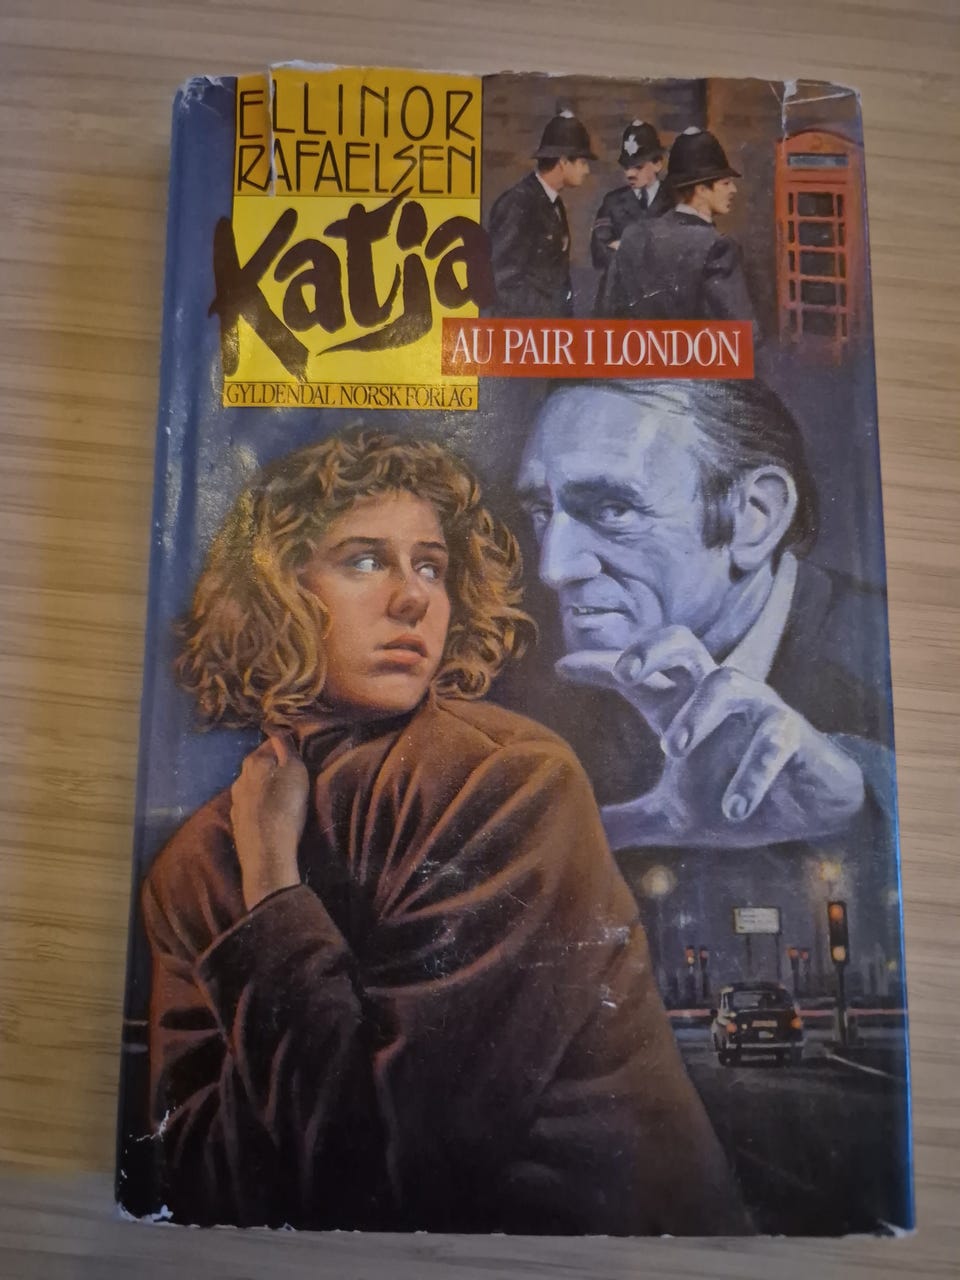 ELLINOR
RAFAELSEN
Katja
AU PAIR I LONDON
GYLDENDAL NORSK FORLAG